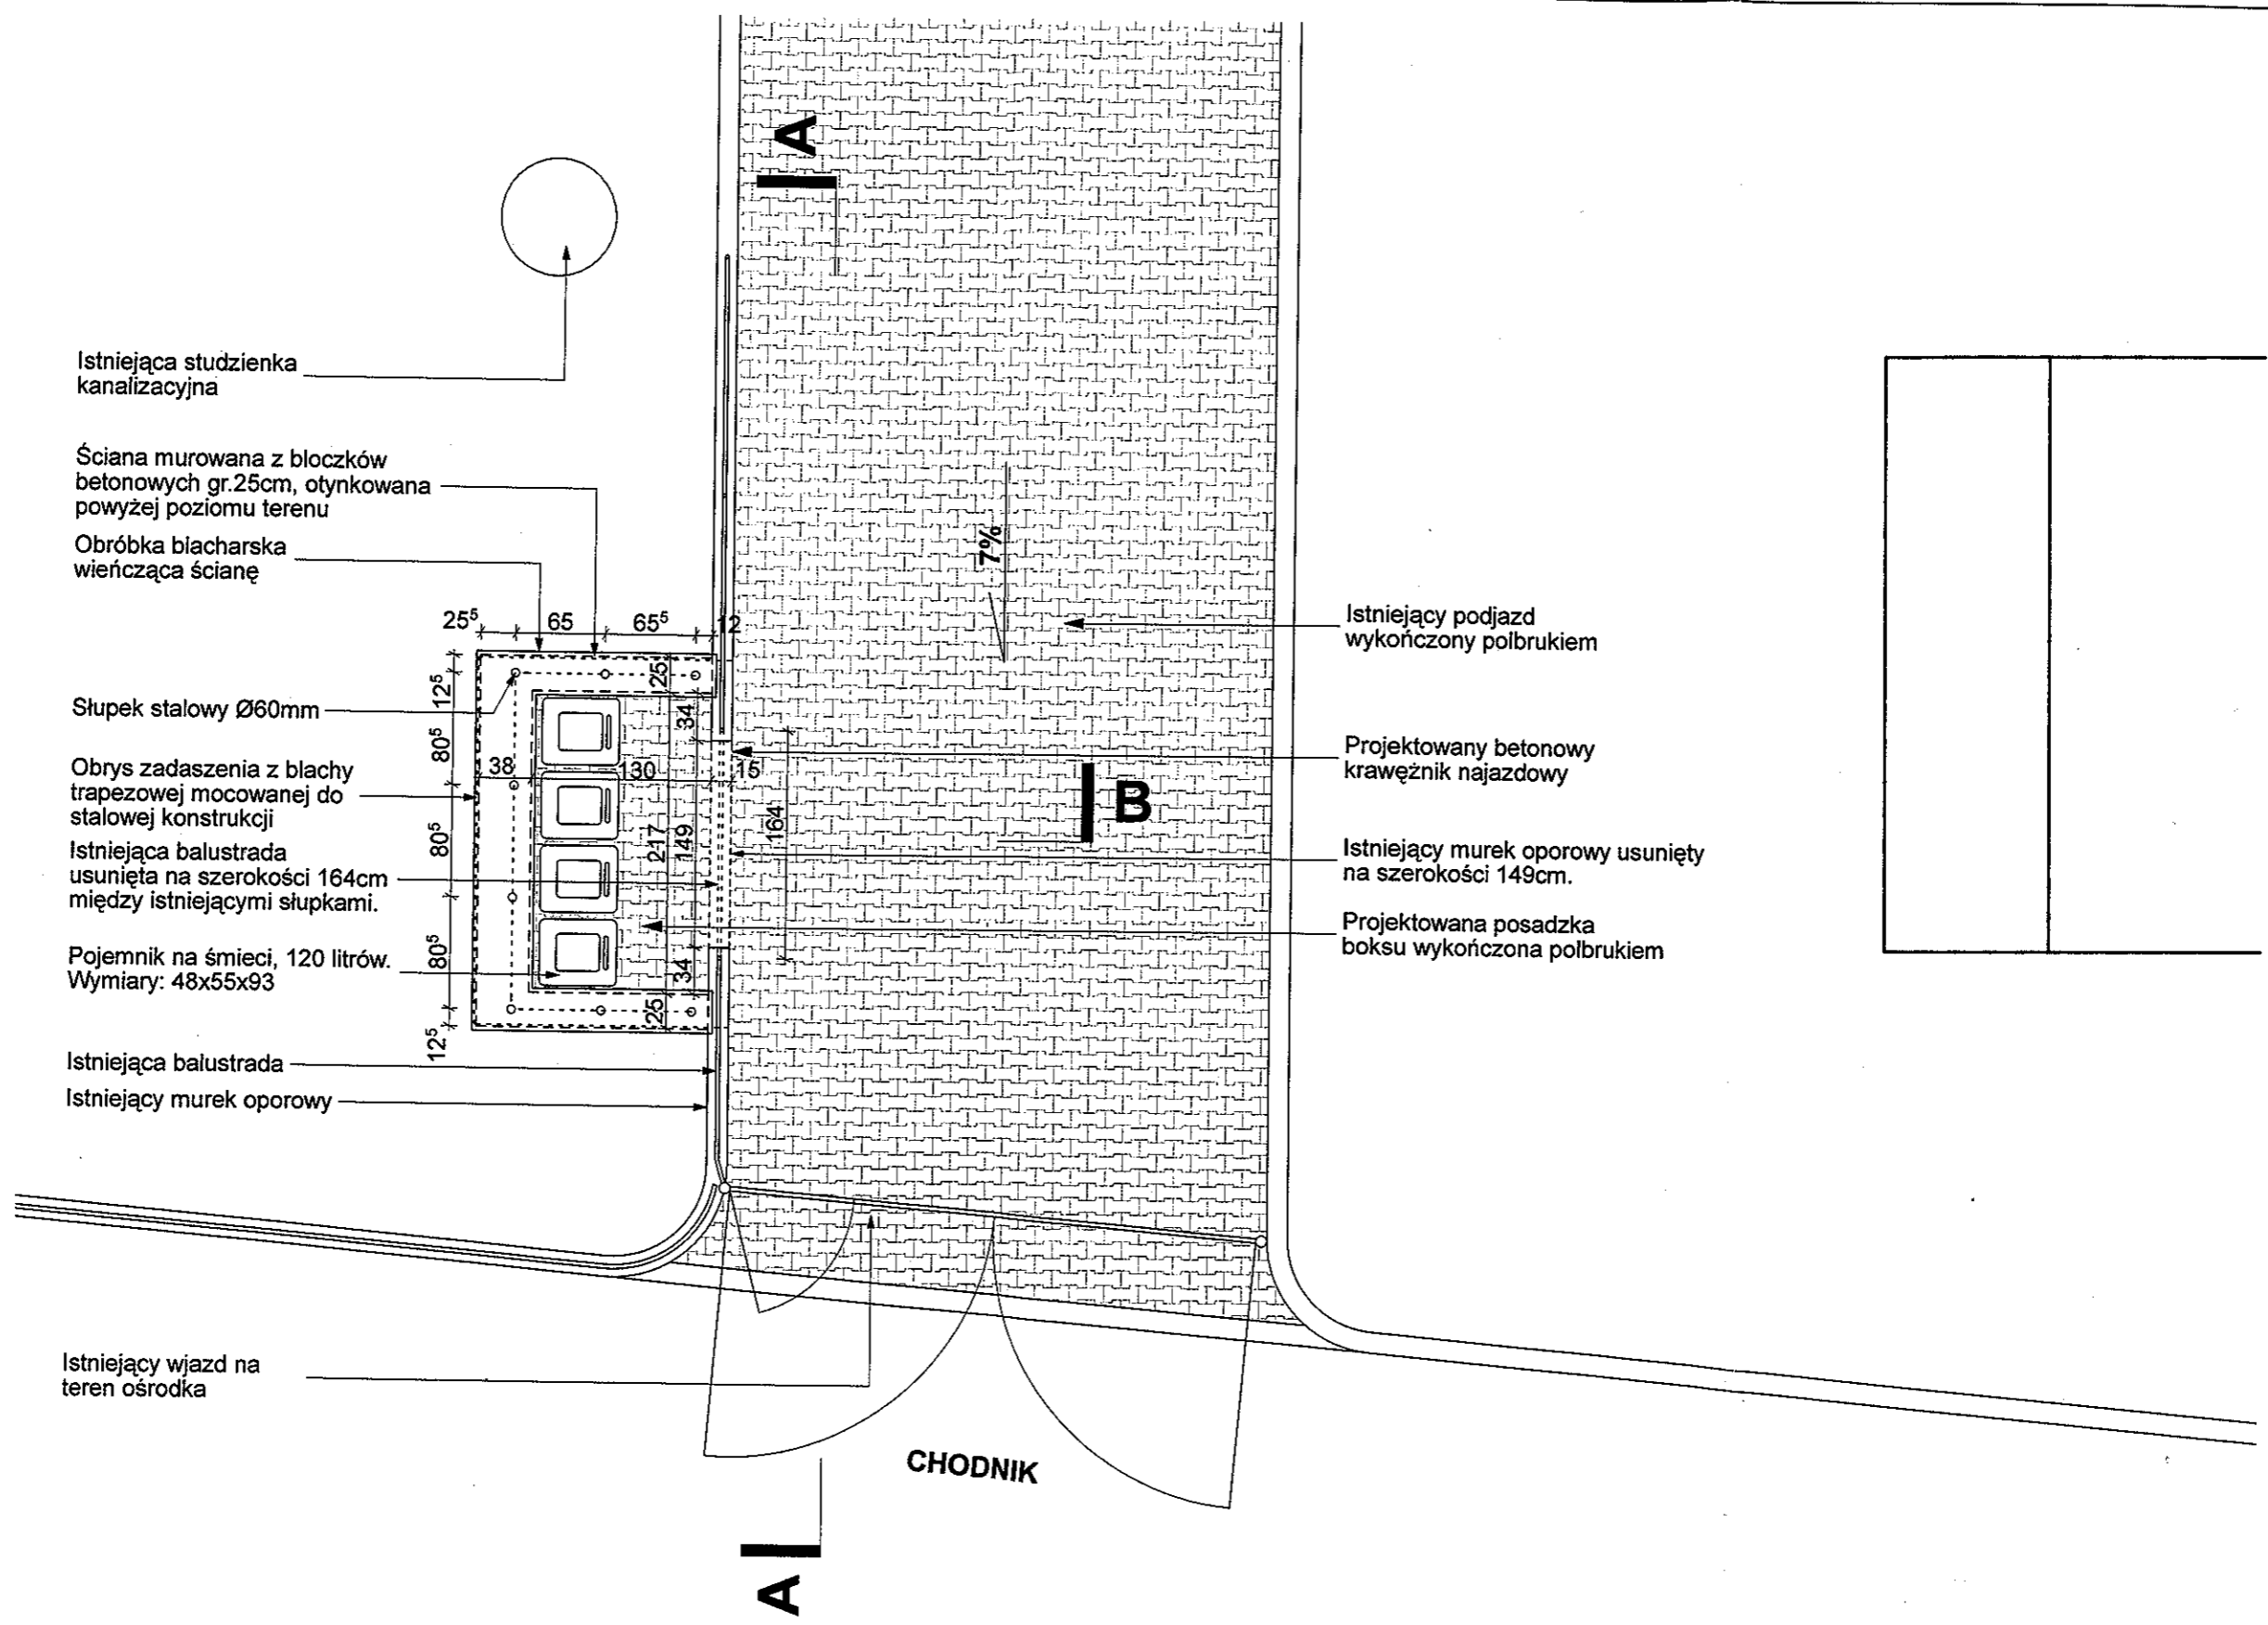 A
Istniejąca studzienka
kanalizacyjna
Ściana murowana z bloczków
betonowych gr.25cm, otynkowana
powyżej poziomu terenu
Obróbka blacharska
wieńcząca ścianę
25⁵ 65 65⁵ 12
Słupek stalowy Ø60mm
Obrys zadaszenia z blachy
trapezowej mocowanej do
stalowej konstrukcji
Istniejąca balustrada
usunięta na szerokości 164cm
między istniejącymi słupkami.
Pojemnik na śmieci, 120 litrów.
Wymiary: 48x55x93
Istniejąca balustrada
Istniejący murek oporowy
12⁵
80⁵
80⁵
80⁵
12⁵
38 130 15
25
34
217
149
164
34
25
7%
B
Istniejący podjazd
wykończony polbrukiem
Projektowany betonowy
krawężnik najazdowy
Istniejący murek oporowy usunięty
na szerokości 149cm.
Projektowana posadzka
boksu wykończona polbrukiem
Istniejący wjazd na
teren ośrodka
CHODNIK
A